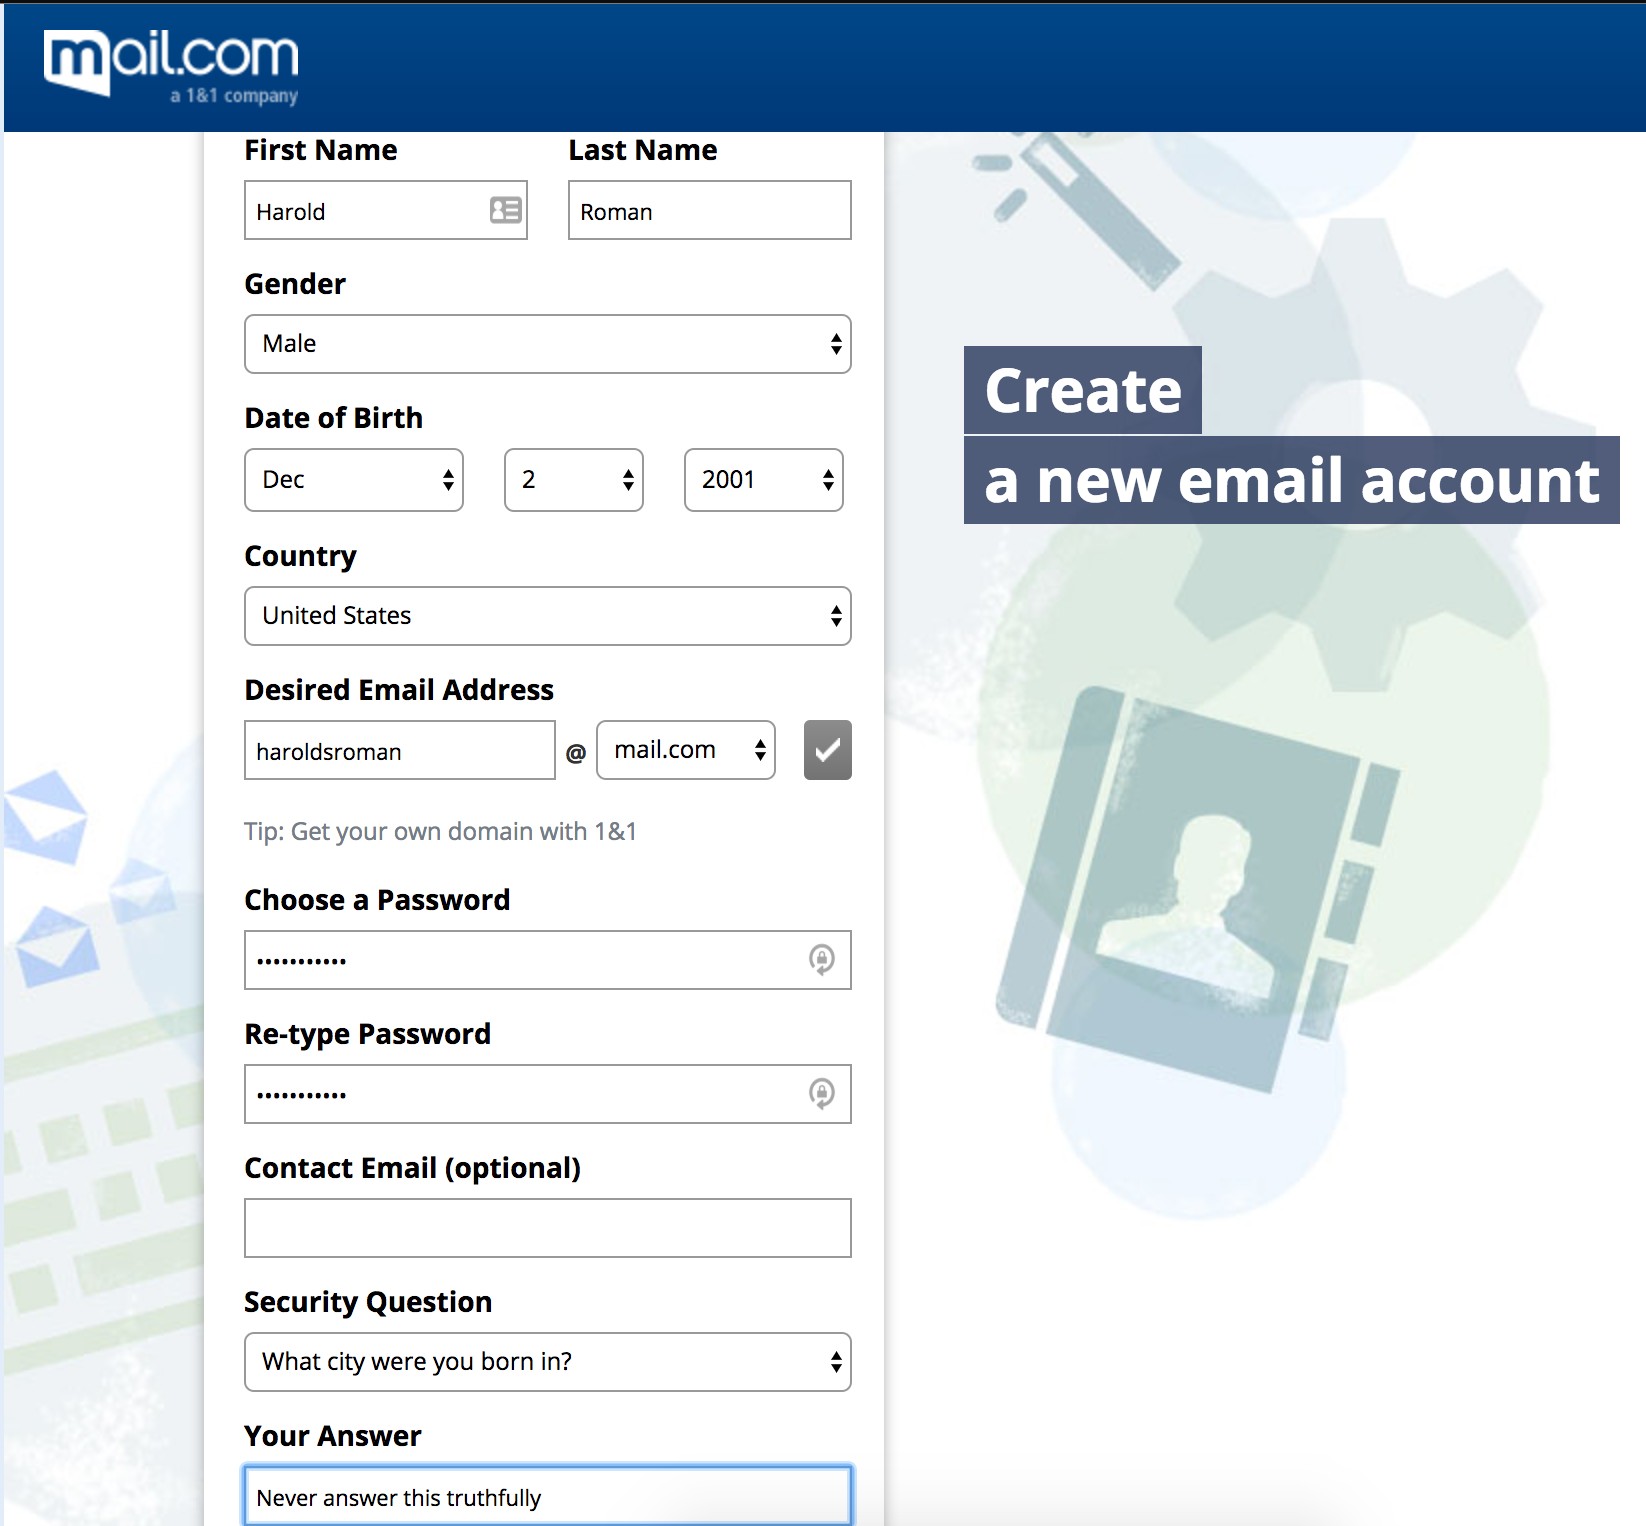 mail.com
a 1&1 company
First Name Last Name
Harold Roman
Gender
Male
Date of Birth
Dec 2 2001
Country
United States
Create
a new email account
Desired Email Address
haroldsroman @ mail.com
Tip: Get your own domain with 1&1
Choose a Password
•••••••••••
Re-type Password
•••••••••••
Contact Email (optional)
Security Question
What city were you born in?
Your Answer
Never answer this truthfully